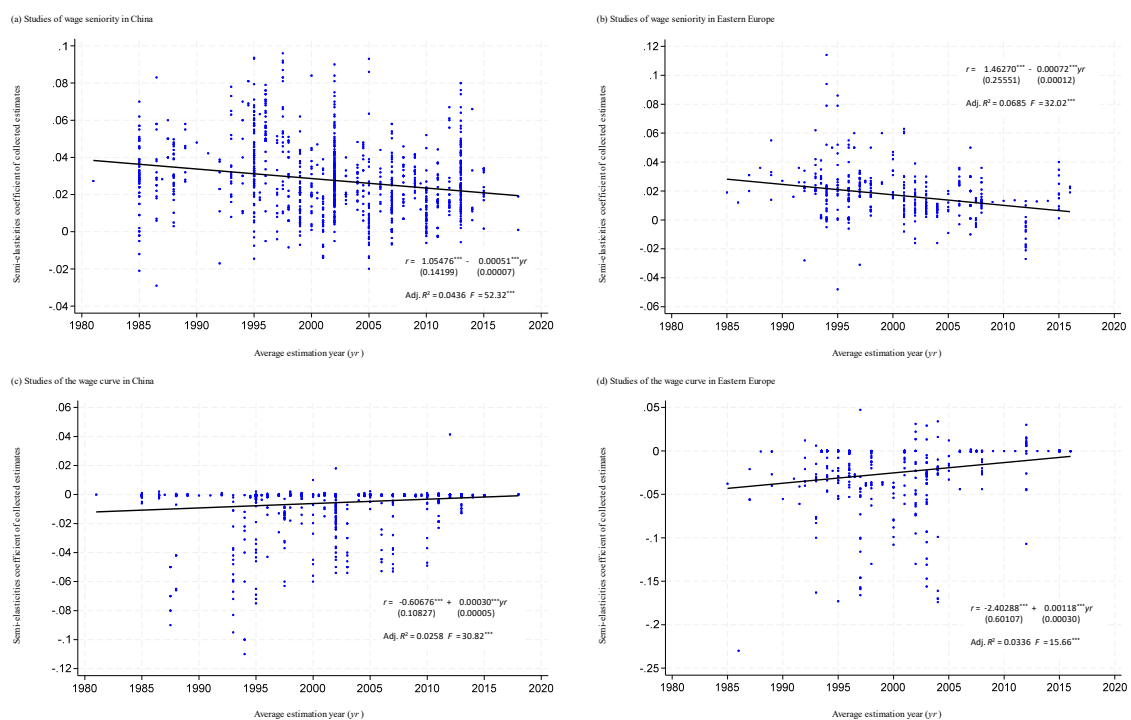 (a) Studies of wage seniority in China
Semi-elasticities coefficient of collected estimates
.1
.08
.06
.04
.02
0
-.02
-.04
r = 1.05476*** - 0.00051***yr
(0.14199) (0.00007)
Adj. R² = 0.0436 F = 52.32***
1980 1985 1990 1995 2000 2005 2010 2015 2020
Average estimation year (yr)
(b) Studies of wage seniority in Eastern Europe
Semi-elasticities coefficient of collected estimates
.12
.1
.08
.06
.04
.02
0
-.02
-.04
-.06
r = 1.46270*** - 0.00072***yr
(0.25551) (0.00012)
Adj. R² = 0.0685 F = 32.02***
1980 1985 1990 1995 2000 2005 2010 2015 2020
Average estimation year (yr)
(c) Studies of the wage curve in China
Semi-elasticities coefficient of collected estimates
.06
.04
.02
0
-.02
-.04
-.06
-.08
-.1
-.12
r = -0.60676*** + 0.00030***yr
(0.10827) (0.00005)
Adj. R² = 0.0258 F = 30.82***
1980 1985 1990 1995 2000 2005 2010 2015 2020
Average estimation year (yr)
(d) Studies of the wage curve in Eastern Europe
Semi-elasticities coefficient of collected estimates
.05
0
-.05
-.1
-.15
-.2
-.25
r = -2.40288*** + 0.00118***yr
(0.60107) (0.00030)
Adj. R² = 0.0336 F = 15.66***
1980 1985 1990 1995 2000 2005 2010 2015 2020
Average estimation year (yr)